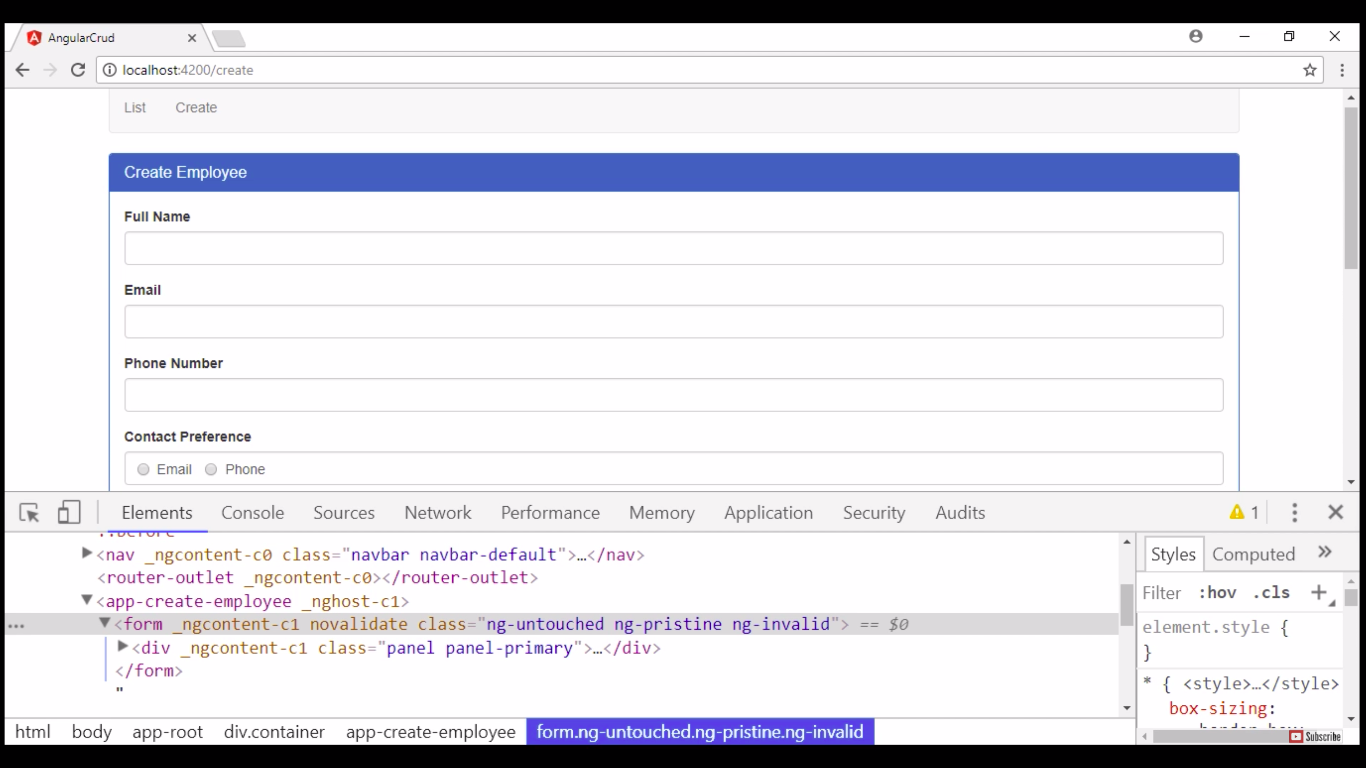 AngularCrud
localhost:4200/create
List Create
Create Employee
Full Name
Email
Phone Number
Contact Preference
Email Phone
Elements Console Sources Network Performance Memory Application Security Audits 1
::before
<nav _ngcontent-c0 class="navbar navbar-default">…</nav>
<router-outlet _ngcontent-c0></router-outlet>
<app-create-employee _nghost-c1>
<form _ngcontent-c1 novalidate class="ng-untouched ng-pristine ng-invalid"> == $0
<div _ngcontent-c1 class="panel panel-primary">…</div>
</form>
"
html body app-root div.container app-create-employee form.ng-untouched.ng-pristine.ng-invalid
Styles Computed »
Filter :hov .cls +
element.style {
}
* { <style>…</style>
box-sizing:
border-box
Subscribe